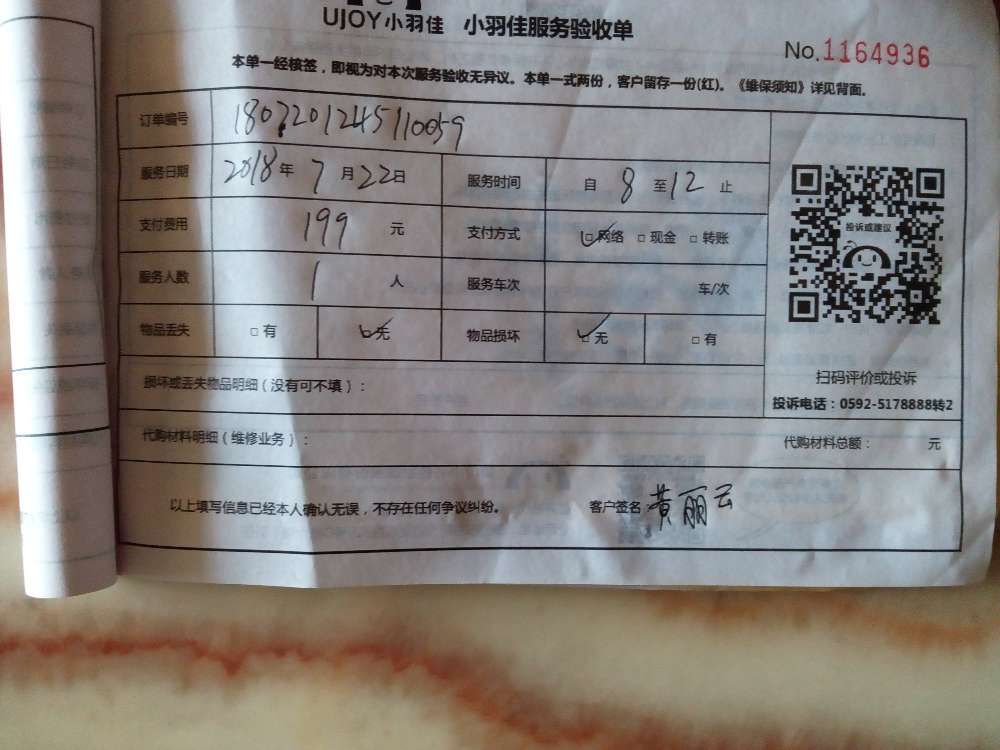 UJOY小羽佳 小羽佳服务验收单
No.1164936
本单一经核签，即视为对本次服务验收无异议。本单一式两份，客户留存一份(红)。《维保须知》详见背面。
订单编号 1807201245110059
服务日期 2018年7月22日 服务时间 自8至12止
支付费用 199元 支付方式 ☑网络 □现金 □转账
投诉或建议
服务人数 1人 服务车次 车/次
物品丢失 □有 ☑无 物品损坏 ☑无 □有
损坏或丢失物品明细（没有可不填）：
扫码评价或投诉
投诉电话：0592-5178888转2
代购材料明细（维修业务）： 代购材料总额： 元
以上填写信息已经本人确认无误，不存在任何争议纠纷。 客户签名：黄丽云